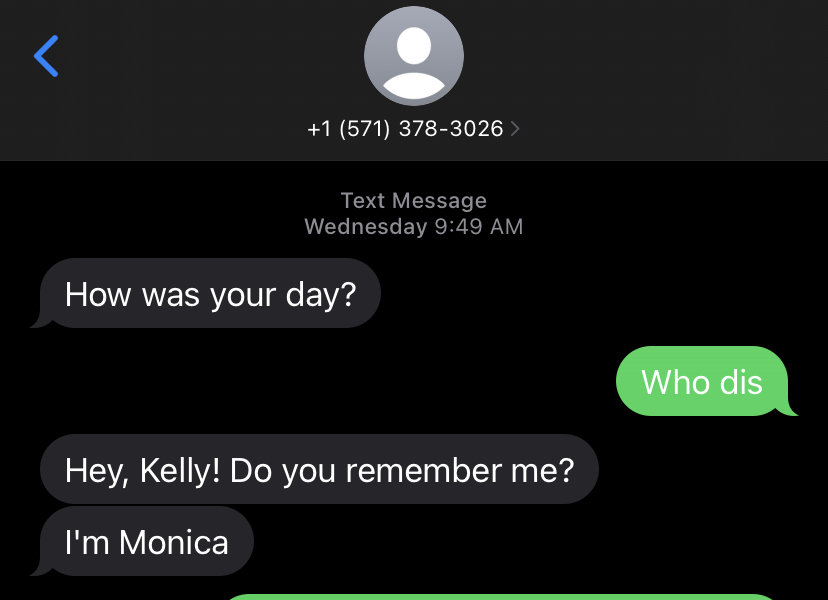 +1 (571) 378-3026
Text Message
Wednesday 9:49 AM
How was your day?
Who dis
Hey, Kelly! Do you remember me?
I'm Monica